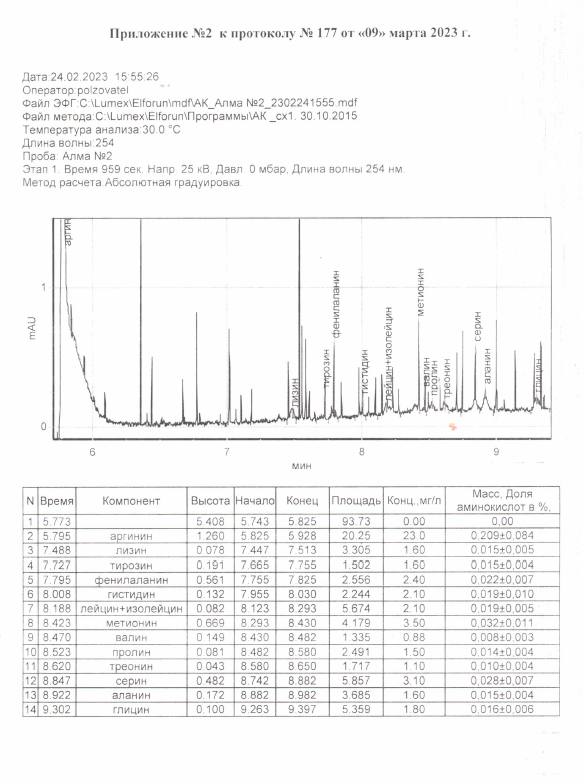 Приложение №2 к протоколу № 177 от «09» марта 2023 г.
Дата:24.02.2023 15:55:26
Оператор:polzovatel
Файл ЭФГ:C:\Lumex\Elforun\mdf\АК_Алма №2_2302241555.mdf
Файл метода:C:\Lumex\Elforun\Программы\АК _сх1. 30.10.2015
Температура анализа:30.0 °C
Длина волны:254
Проба: Алма №2
Этап 1. Время 959 сек. Напр. 25 кВ, Давл. 0 мбар, Длина волны 254 нм.
Метод расчета:Абсолютная градуировка.
аргин
лизин
тирозин
фенилаланин
гистидин
лейцин+изолейцин
метионин
валин
пролин
треонин
серин
аланин
глицин
1
mAU
0
6 7 8 9
мин
N Время Компонент Высота Начало Конец Площадь Конц.,мг/л Масс, Доля аминокислот в %,
1 5.773 5.408 5.743 5.825 93.73 0.00 0,00
2 5.795 аргинин 1.260 5.825 5.928 20.25 23.0 0,209±0,084
3 7.488 лизин 0.078 7.447 7.513 3.305 1.60 0,015±0,005
4 7.727 тирозин 0.191 7.665 7.755 1.502 1.60 0,015±0,004
5 7.795 фенилаланин 0.561 7.755 7.825 2.556 2.40 0,022±0,007
6 8.008 гистидин 0.132 7.955 8.030 2.244 2.10 0,019±0,010
7 8.188 лейцин+изолейцин 0.082 8.123 8.293 5.674 2.10 0,019±0,005
8 8.423 метионин 0.669 8.293 8.430 4.179 3.50 0,032±0,011
9 8.470 валин 0.149 8.430 8.482 1.335 0.88 0,008±0,003
10 8.523 пролин 0.081 8.482 8.580 2.491 1.50 0,014±0,004
11 8.620 треонин 0.043 8.580 8.650 1.717 1.10 0,010±0,004
12 8.847 серин 0.482 8.742 8.882 5.857 3.10 0,028±0,007
13 8.922 аланин 0.172 8.882 8.982 3.685 1.60 0,015±0,004
14 9.302 глицин 0.100 9.263 9.397 5.359 1.80 0,016±0,006